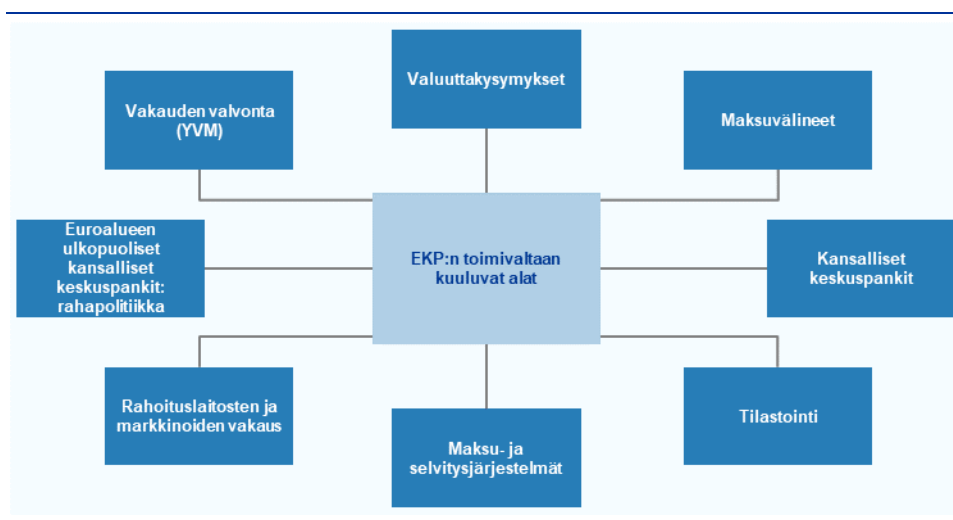 Valuuttakysymykset
Vakauden valvonta
(YVM)
Maksuvälineet
Euroalueen
ulkopuoliset
kansalliset
keskuspankit:
rahapolitiikka
EKP:n toimivaltaan
kuuluvat alat
Kansalliset
keskuspankit
Rahoituslaitosten ja
markkinoiden vakaus
Maksu- ja
selvitysjärjestelmät
Tilastointi